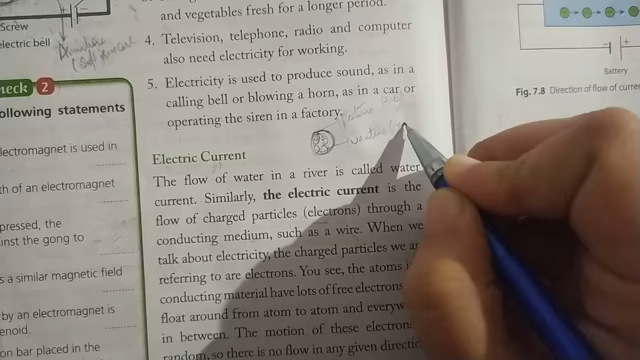 and vegetables fresh for a longer period.
4. Television, telephone, radio and computer
also need electricity for working.
5. Electricity is used to produce sound, as in a
calling bell or blowing a horn, as in a car or
operating the siren in a factory.
Electric Current
The flow of water in a river is called water
current. Similarly, the electric current is the
flow of charged particles (electrons) through a
conducting medium, such as a wire. When we
talk about electricity, the charged particles we
referring to are electrons. You see, the atoms
conducting material have lots of free electrons
float around from atom to atom and
in between. The motion of these
random, so there is no flow in any given
Screw
electric bell
2
ollowing statements
lectromagnet is used in
th of an electromagnet
pressed, the
inst the gong to
s a similar magnetic field
by an electromagnet is
enoid.
on bar placed in the
Battery
Fig. 7.8 Direction of flow of